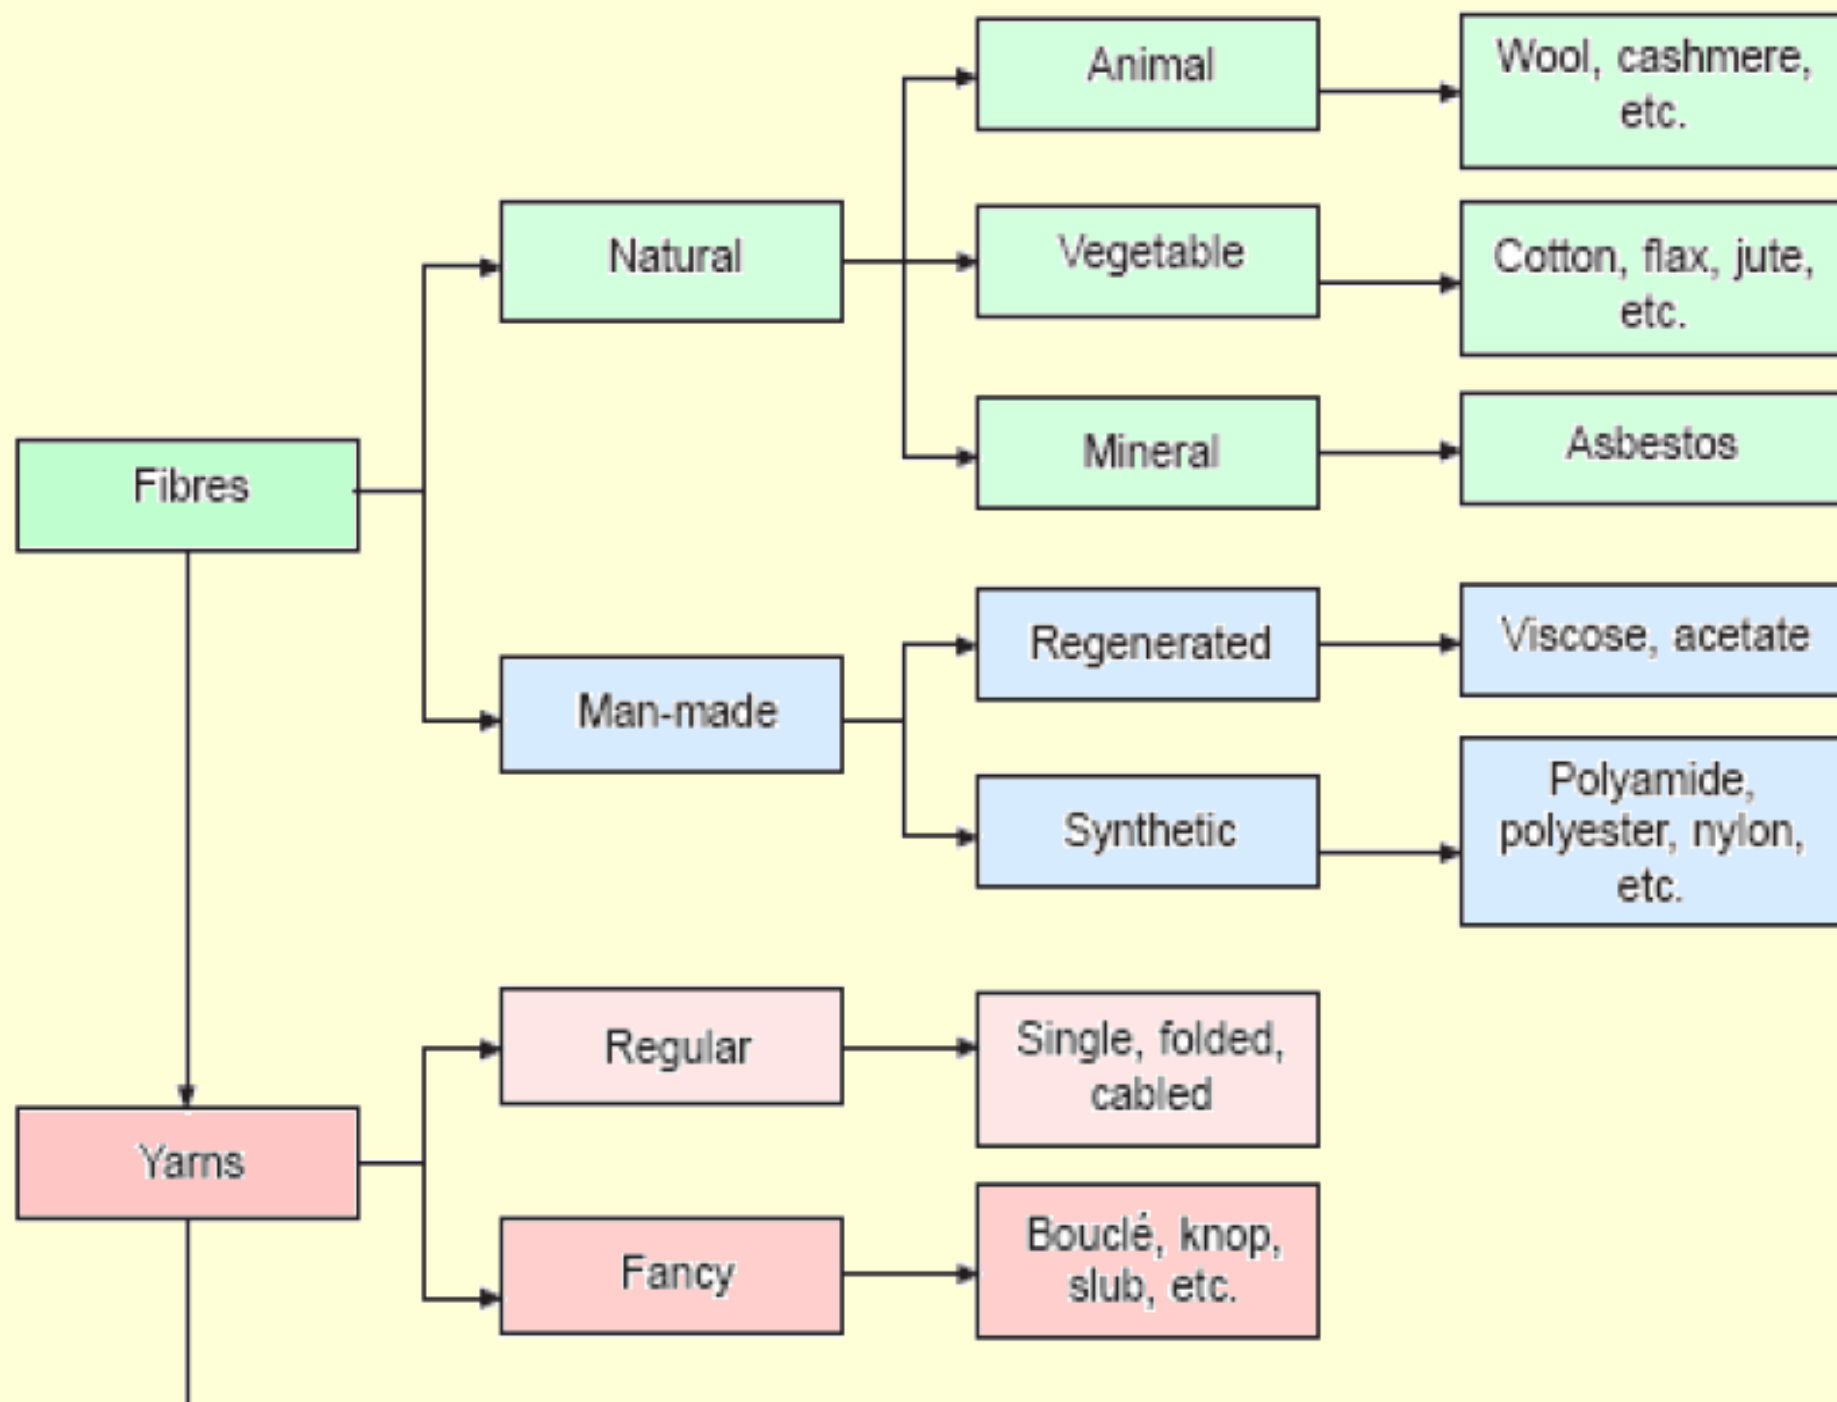 Animal
Wool, cashmere,
etc.
Natural
Vegetable
Cotton, flax, jute,
etc.
Mineral
Asbestos
Fibres
Regenerated
Viscose, acetate
Man-made
Synthetic
Polyamide,
polyester, nylon,
etc.
Regular
Single, folded,
cabled
Yarns
Fancy
Bouclé, knop,
slub, etc.